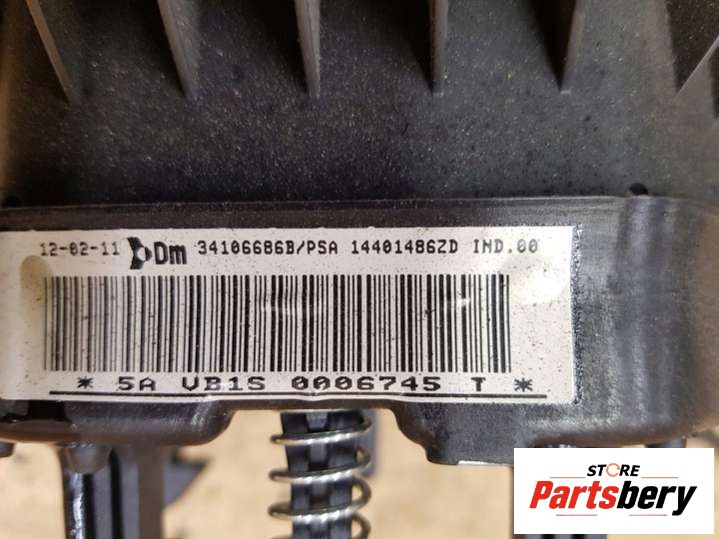 12-02-11 Dm 34106686B/PSA 14401486ZD IND.00
* 5A VB1S 0006745 T *
STORE
Partsbery